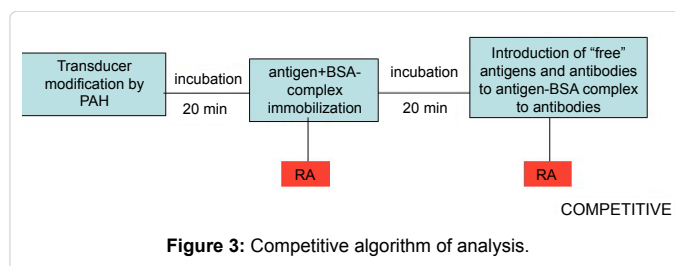 Transducer
modification by
PAH
incubation
20 min
antigen+BSA-
complex
immobilization
incubation
20 min
Introduction of “free”
antigens and antibodies
to antigen-BSA complex
to antibodies
RA
RA
COMPETITIVE
Figure 3: Competitive algorithm of analysis.